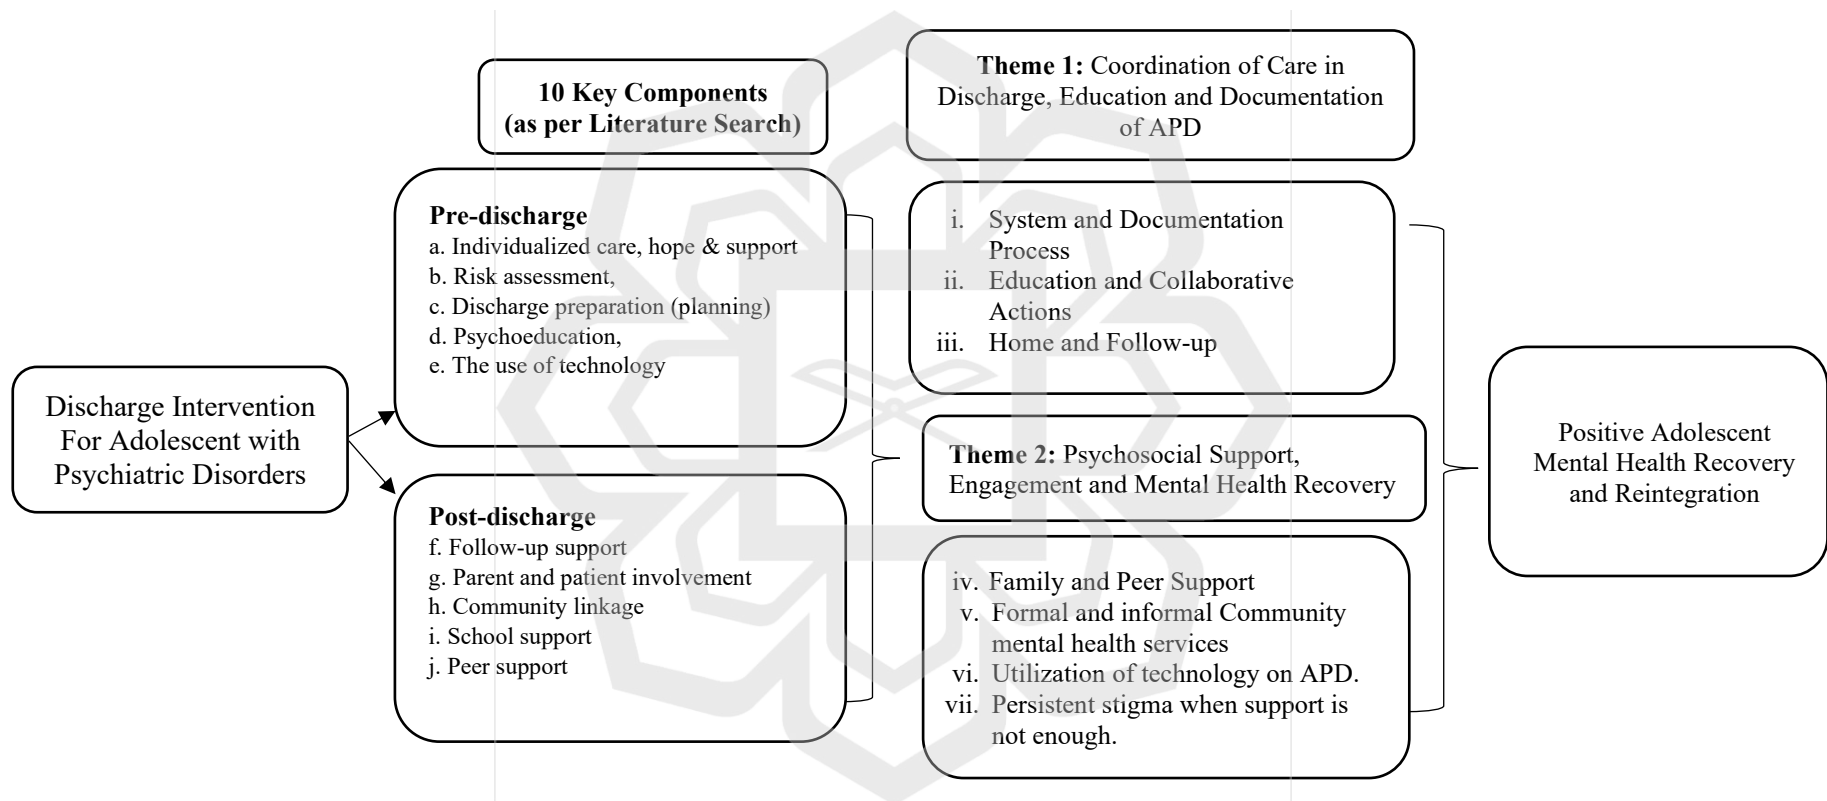 Discharge Intervention
For Adolescent with
Psychiatric Disorders
10 Key Components
(as per Literature Search)
Pre-discharge
a. Individualized care, hope & support
b. Risk assessment,
c. Discharge preparation (planning)
d. Psychoeducation,
e. The use of technology
Post-discharge
f. Follow-up support
g. Parent and patient involvement
h. Community linkage
i. School support
j. Peer support
Theme 1: Coordination of Care in
Discharge, Education and Documentation
of APD
i. System and Documentation
Process
ii. Education and Collaborative
Actions
iii. Home and Follow-up
Theme 2: Psychosocial Support,
Engagement and Mental Health Recovery
iv. Family and Peer Support
v. Formal and informal Community
mental health services
vi. Utilization of technology on APD.
vii. Persistent stigma when support is
not enough.
Positive Adolescent
Mental Health Recovery
and Reintegration